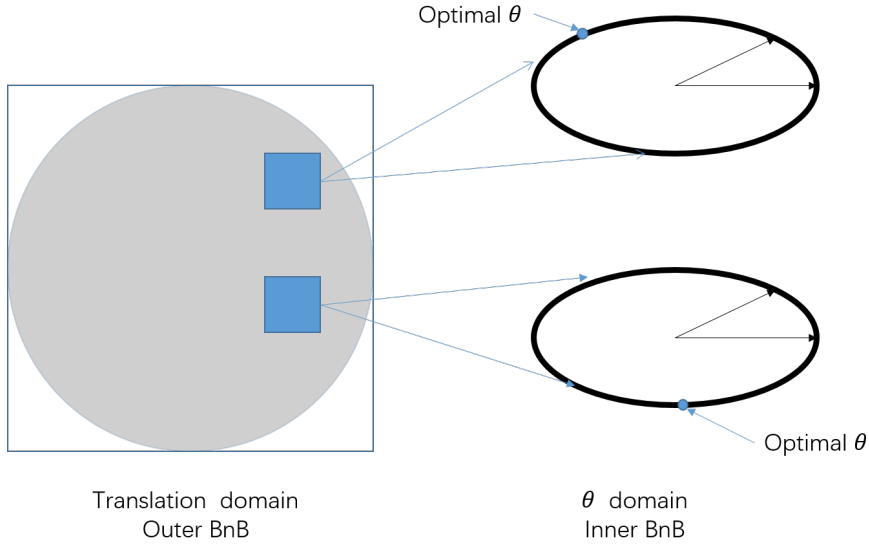 Optimal θ
Optimal θ
Translation domain
Outer BnB
θ domain
Inner BnB